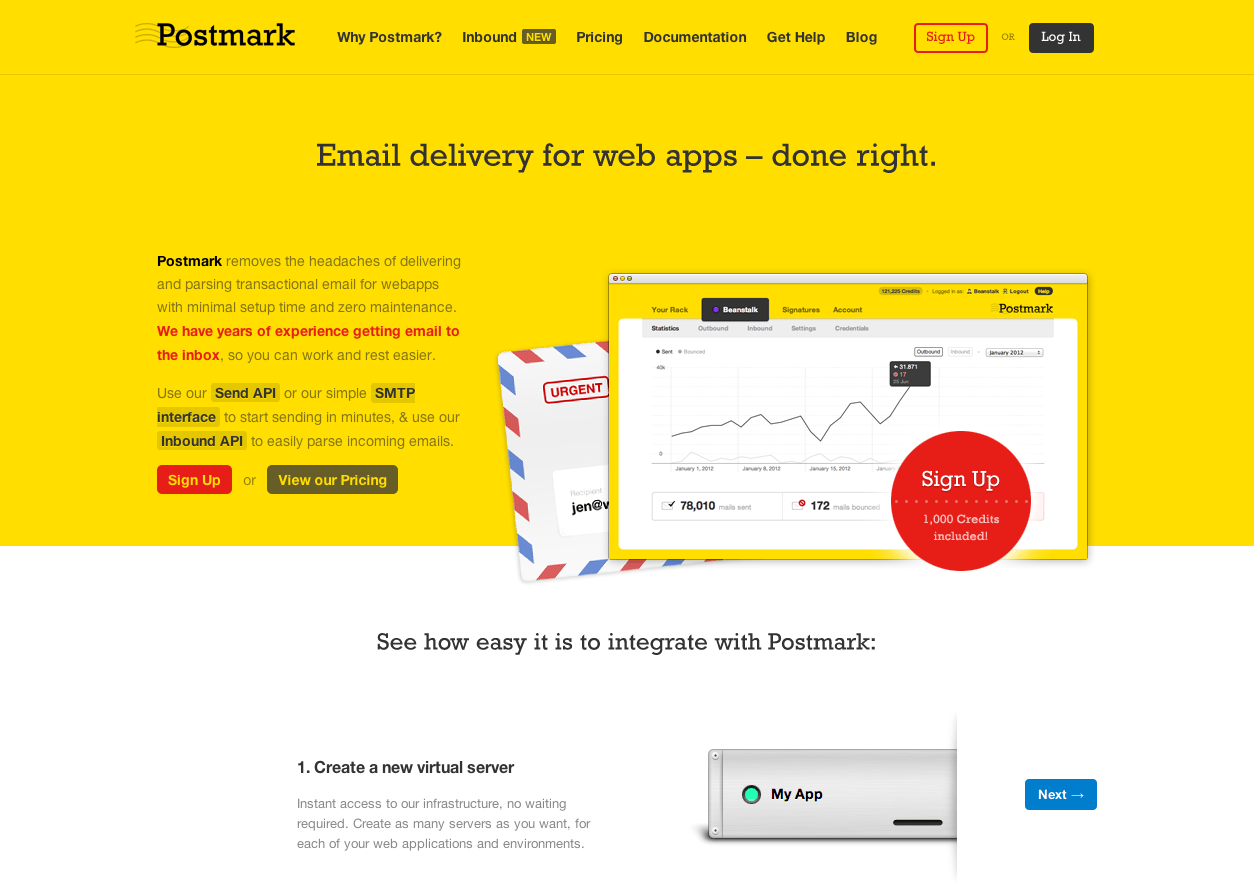 Postmark
Why Postmark?
Inbound NEW
Pricing
Documentation
Get Help
Blog
Sign Up
OR
Log In
Email delivery for web apps – done right.
Postmark removes the headaches of delivering
and parsing transactional email for webapps
with minimal setup time and zero maintenance.
We have years of experience getting email to
the inbox, so you can work and rest easier.
Use our Send API or our simple SMTP
interface to start sending in minutes, & use our
Inbound API to easily parse incoming emails.
Sign Up or View our Pricing
URGENT
Recipient
jen@w
121,225 Credits
Logged in as: Beanstalk Logout Help
Your Rack Beanstalk Signatures Account
Postmark
Statistics Outbound Inbound Settings Credentials
Sent Bounced
Outbound Inbound January 2012
40k
31,871
17
25 Jun
0
January 1, 2012 January 8, 2012 January 15, 2012 Janu
78,010 mails sent
172 mails bounced
Sign Up
1,000 Credits
included!
See how easy it is to integrate with Postmark:
1. Create a new virtual server
Instant access to our infrastructure, no waiting
required. Create as many servers as you want, for
each of your web applications and environments.
My App
Next →